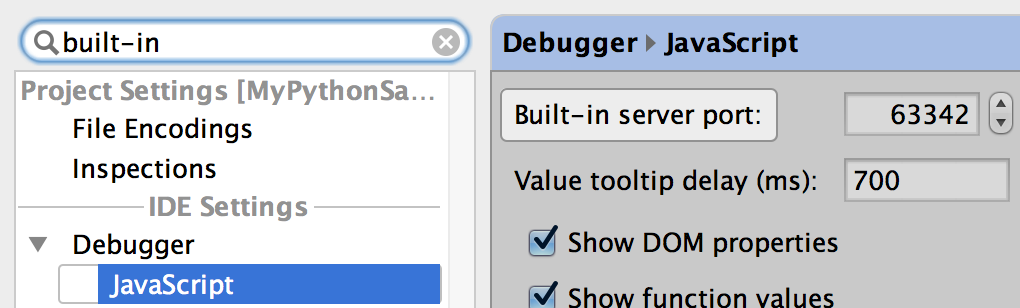 built-in
Project Settings [MyPythonSa...
File Encodings
Inspections
IDE Settings
Debugger
JavaScript
Debugger ▸ JavaScript
Built-in server port: 63342
Value tooltip delay (ms): 700
Show DOM properties
Show function values